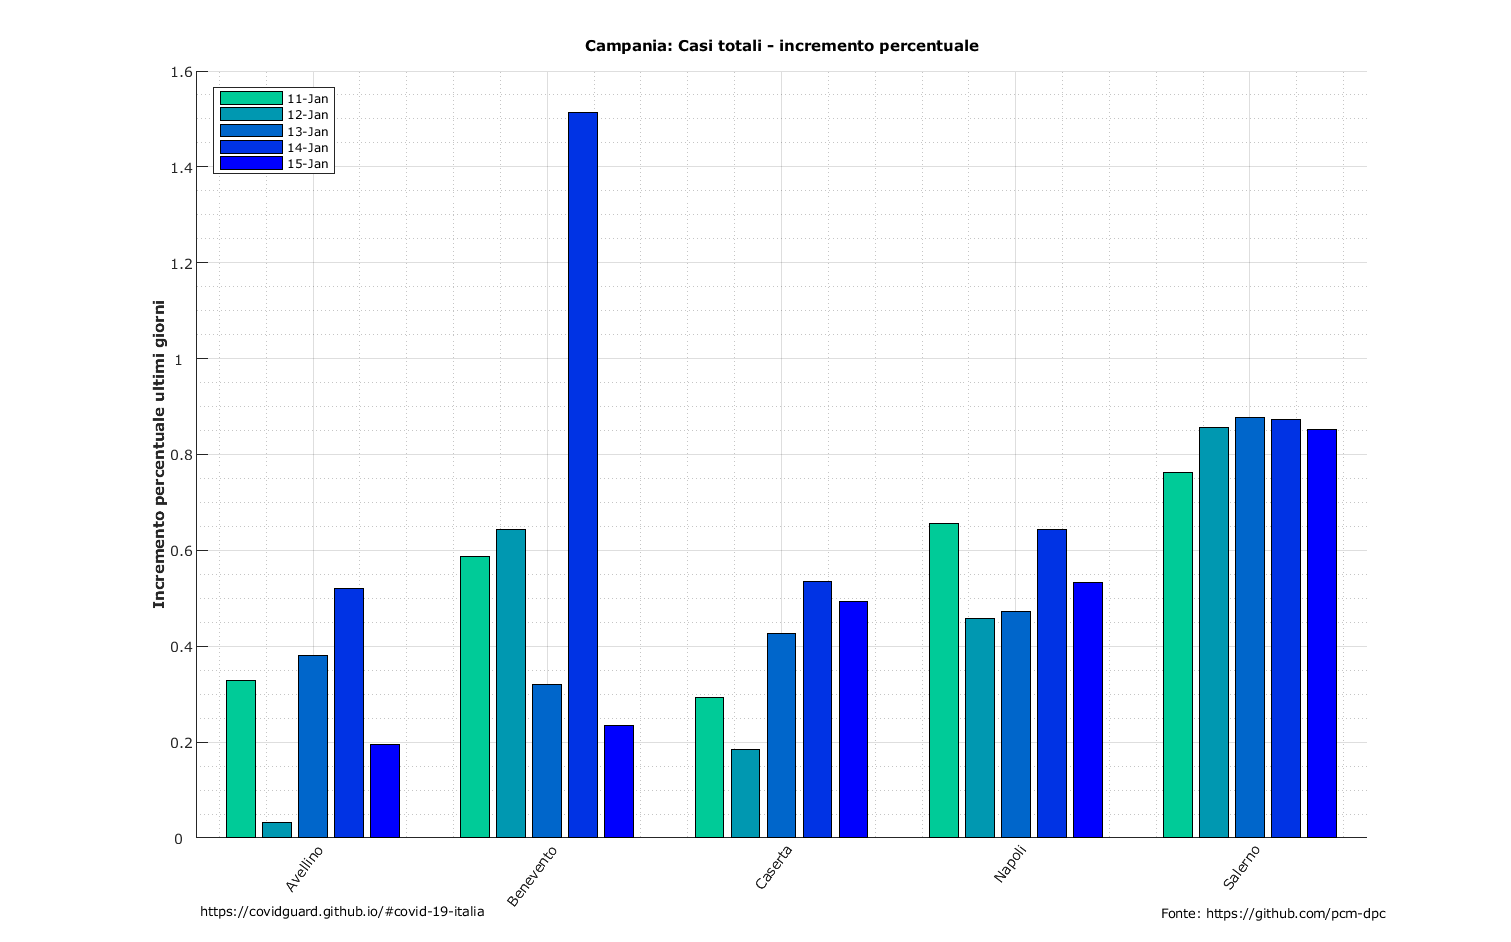 Campania: Casi totali - incremento percentuale
Incremento percentuale ultimi giorni
1.6
1.4
1.2
1
0.8
0.6
0.4
0.2
0
11-Jan
12-Jan
13-Jan
14-Jan
15-Jan
Avellino
Benevento
Caserta
Napoli
Salerno
https://covidguard.github.io/#covid-19-italia
Fonte: https://github.com/pcm-dpc